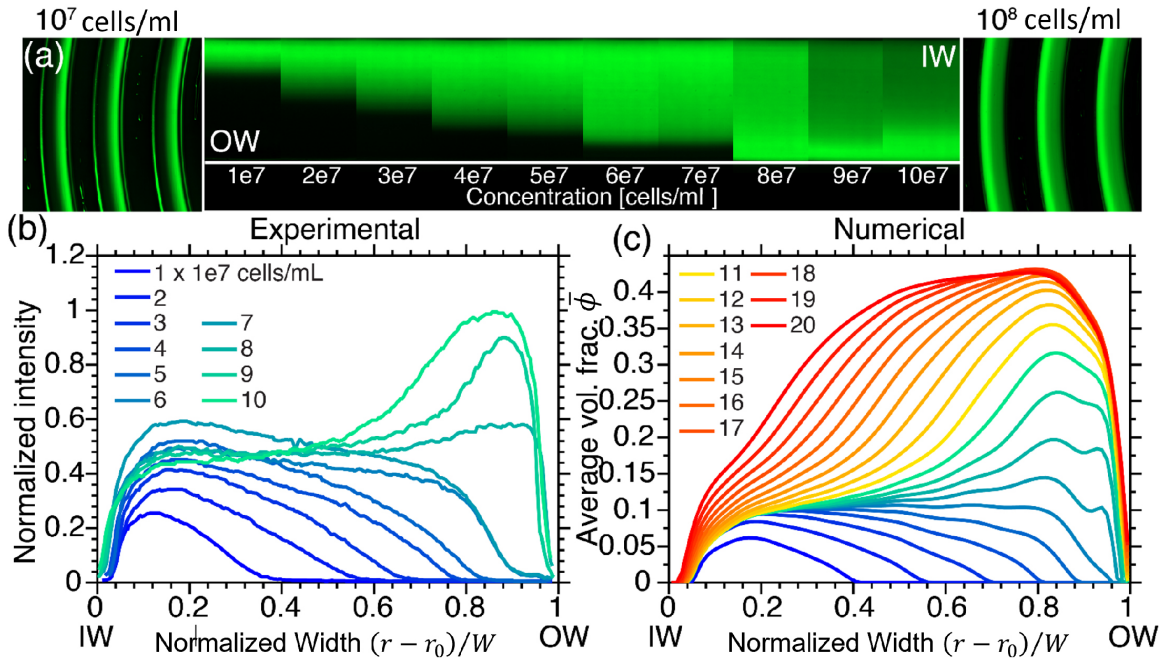 10⁷ cells/ml
10⁸ cells/ml
(a)
IW
OW
1e7 2e7 3e7 4e7 5e7 6e7 7e7 8e7 9e7 10e7
Concentration [cells/ml ]
(b)
Experimental
1.2
1
0.8
0.6
0.4
0.2
0
Normalized intensity
1 x 1e7 cells/mL
2
3
4
5
6
7
8
9
10
0 0.2 0.4 0.6 0.8 1
IW
Normalized Width (r − r₀)/W
OW
(c)
Numerical
0.4
0.35
0.3
0.25
0.2
0.15
0.1
0.05
0
Average vol. frac. ϕ̄
11
12
13
14
15
16
17
18
19
20
0 0.2 0.4 0.6 0.8 1
IW
Normalized Width (r − r₀)/W
OW